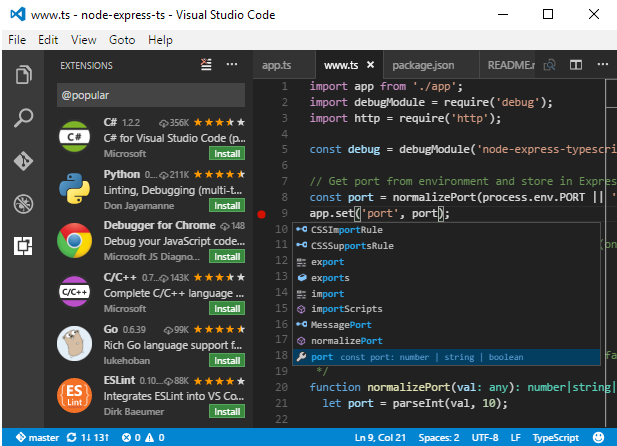 www.ts - node-express-ts - Visual Studio Code
File Edit View Goto Help
EXTENSIONS
@popular
C# 1.2.2 356K
C# for Visual Studio Code (p...
Microsoft Install
Python 0.... 211K
Linting, Debugging (multi-t...
Don Jayamanne Install
Debugger for Chrome 148
Debug your JavaScript code...
Microsoft JS Diagno... Install
C/C++ 0.7... 143K
Complete C/C++ language ...
Microsoft Install
Go 0.6.39 99K
Rich Go language support f...
lukehoban Install
ESLint 0.10... 88K
Integrates ESLint into VS Co...
Dirk Baeumer Install
app.ts www.ts package.json README.m
1 import app from './app';
2 import debugModule = require('debug');
3 import http = require('http');
4
5 const debug = debugModule('node-express-typescri
6
7 // Get port from environment and store in Expres
8 const port = normalizePort(process.env.PORT || '
9 app.set('port', port);
10 CSSImportRule
11 CSSSupportsRule
12 export
13 exports
14 import
15 importScripts
16 MessagePort
17 normalizePort
18 port const port: number | string | boolean
19 */
20 function normalizePort(val: any): number|string|
21 let port = parseInt(val, 10);
22
master 1↓ 13↑ 0 0 Ln 9, Col 21 Spaces: 2 UTF-8 LF TypeScript